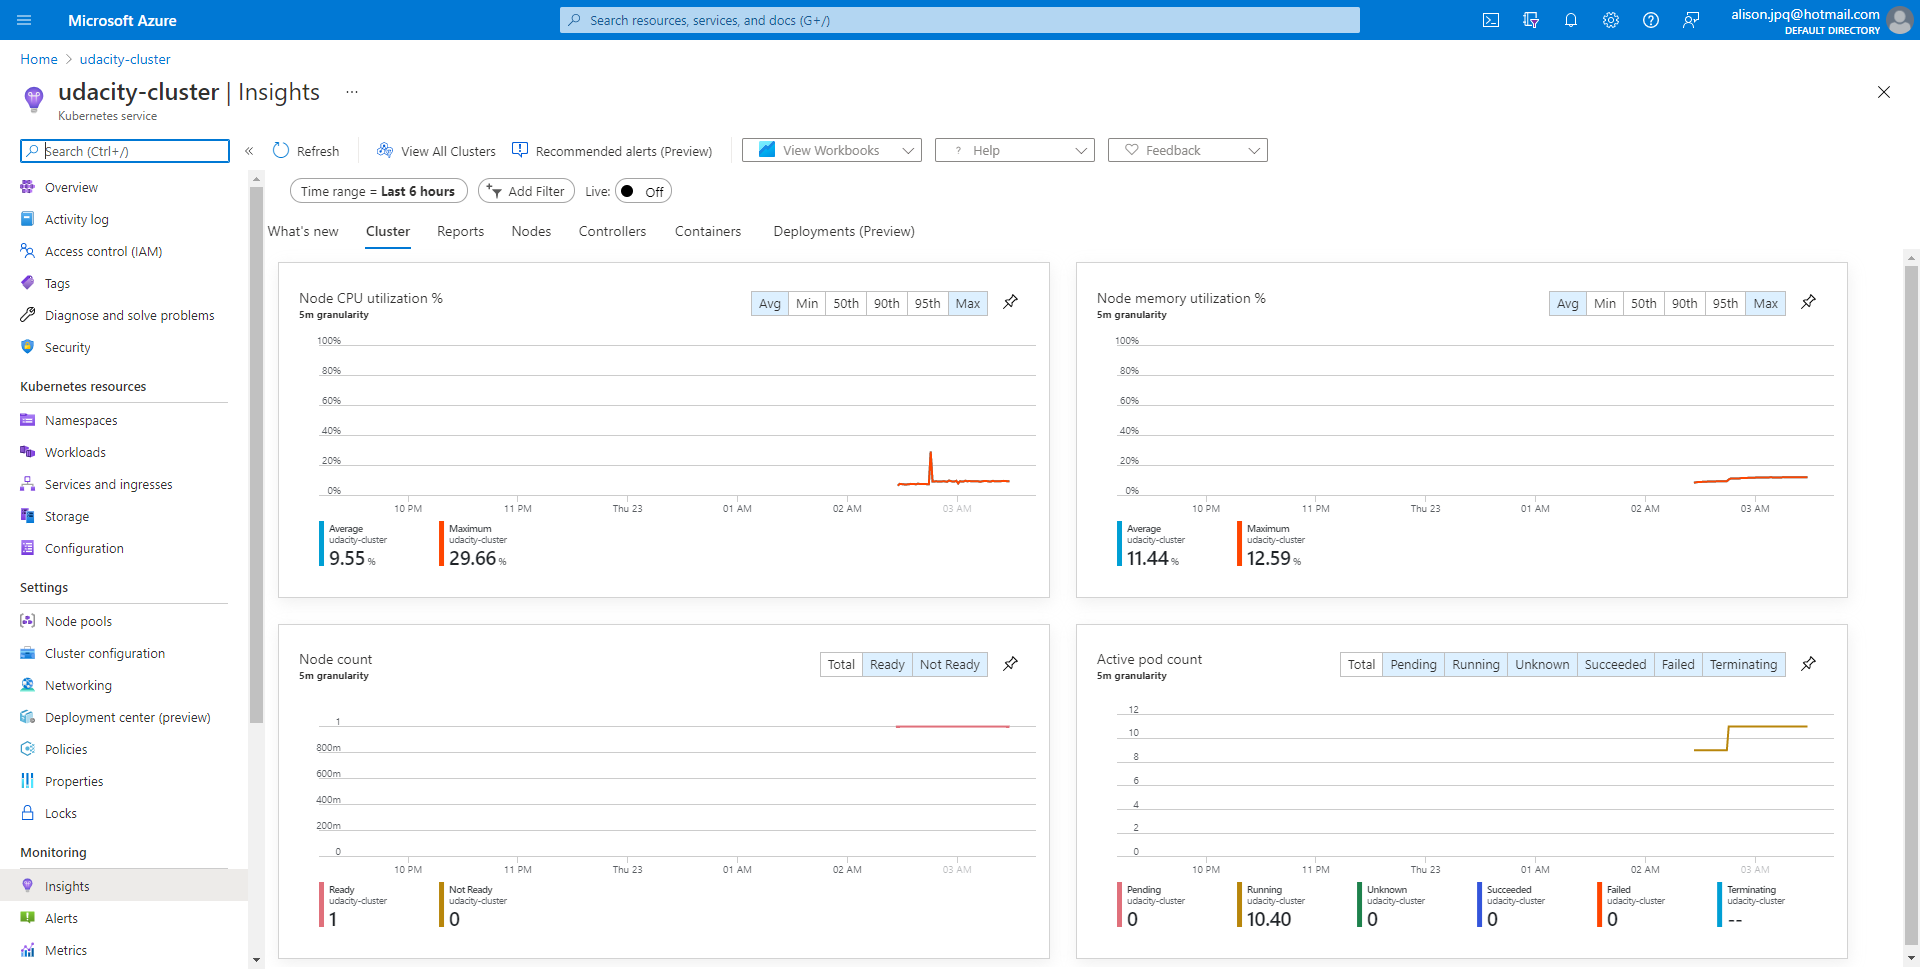 Microsoft Azure
Search resources, services, and docs (G+/)
alison.jpq@hotmail.com
DEFAULT DIRECTORY
Home > udacity-cluster
udacity-cluster | Insights ...
Kubernetes service
Search (Ctrl+/)
«
Refresh
View All Clusters
Recommended alerts (Preview)
View Workbooks
? Help
Feedback
Time range = Last 6 hours
Add Filter
Live: Off
What's new
Cluster
Reports
Nodes
Controllers
Containers
Deployments (Preview)
Overview
Activity log
Access control (IAM)
Tags
Diagnose and solve problems
Security
Kubernetes resources
Namespaces
Workloads
Services and ingresses
Storage
Configuration
Settings
Node pools
Cluster configuration
Networking
Deployment center (preview)
Policies
Properties
Locks
Monitoring
Insights
Alerts
Metrics
Node CPU utilization %
5m granularity
Avg Min 50th 90th 95th Max
100%
80%
60%
40%
20%
0%
10 PM 11 PM Thu 23 01 AM 02 AM 03 AM
Average
udacity-cluster
9.55 %
Maximum
udacity-cluster
29.66 %
Node memory utilization %
5m granularity
Avg Min 50th 90th 95th Max
100%
80%
60%
40%
20%
0%
10 PM 11 PM Thu 23 01 AM 02 AM 03 AM
Average
udacity-cluster
11.44 %
Maximum
udacity-cluster
12.59 %
Node count
5m granularity
Total Ready Not Ready
1
800m
600m
400m
200m
0
10 PM 11 PM Thu 23 01 AM 02 AM 03 AM
Ready
udacity-cluster
1
Not Ready
udacity-cluster
0
Active pod count
5m granularity
Total Pending Running Unknown Succeeded Failed Terminating
12
10
8
6
4
2
0
10 PM 11 PM Thu 23 01 AM 02 AM 03 AM
Pending
udacity-cluster
0
Running
udacity-cluster
10.40
Unknown
udacity-cluster
0
Succeeded
udacity-cluster
0
Failed
udacity-cluster
0
Terminating
udacity-cluster
--